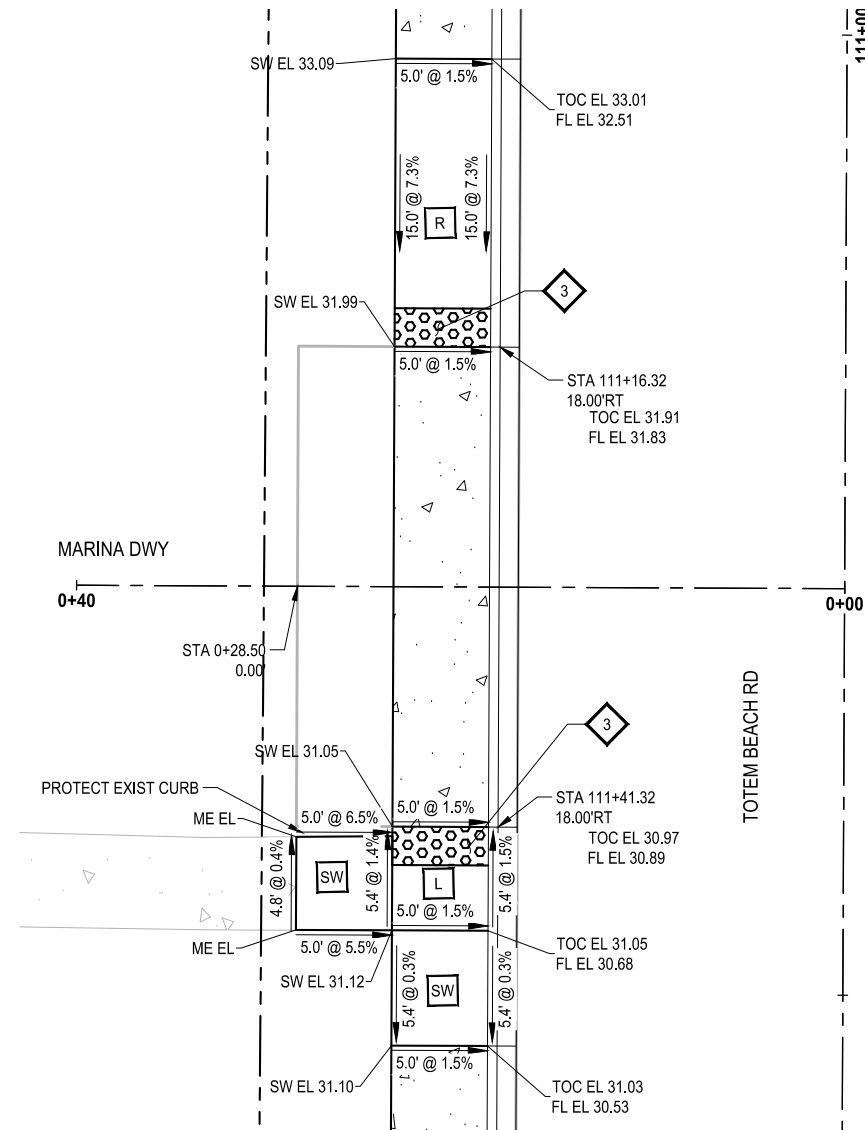 111+00
SW EL 33.09
5.0' @ 1.5%
TOC EL 33.01
FL EL 32.51
15.0' @ 7.3%
15.0' @ 7.3%
R
3
SW EL 31.99
5.0' @ 1.5%
STA 111+16.32
18.00'RT
TOC EL 31.91
FL EL 31.83
MARINA DWY
0+40
0+00
STA 0+28.50
0.00'
TOTEM BEACH RD
3
SW EL 31.05
PROTECT EXIST CURB
5.0' @ 1.5%
STA 111+41.32
18.00'RT
TOC EL 30.97
FL EL 30.89
ME EL
5.0' @ 6.5%
4.8' @ 0.4%
SW
5.4' @ 1.4%
L
5.4' @ 1.5%
5.0' @ 1.5%
ME EL
5.0' @ 5.5%
TOC EL 31.05
FL EL 30.68
SW EL 31.12
5.4' @ 0.3%
SW
5.4' @ 0.3%
5.0' @ 1.5%
SW EL 31.10
TOC EL 31.03
FL EL 30.53